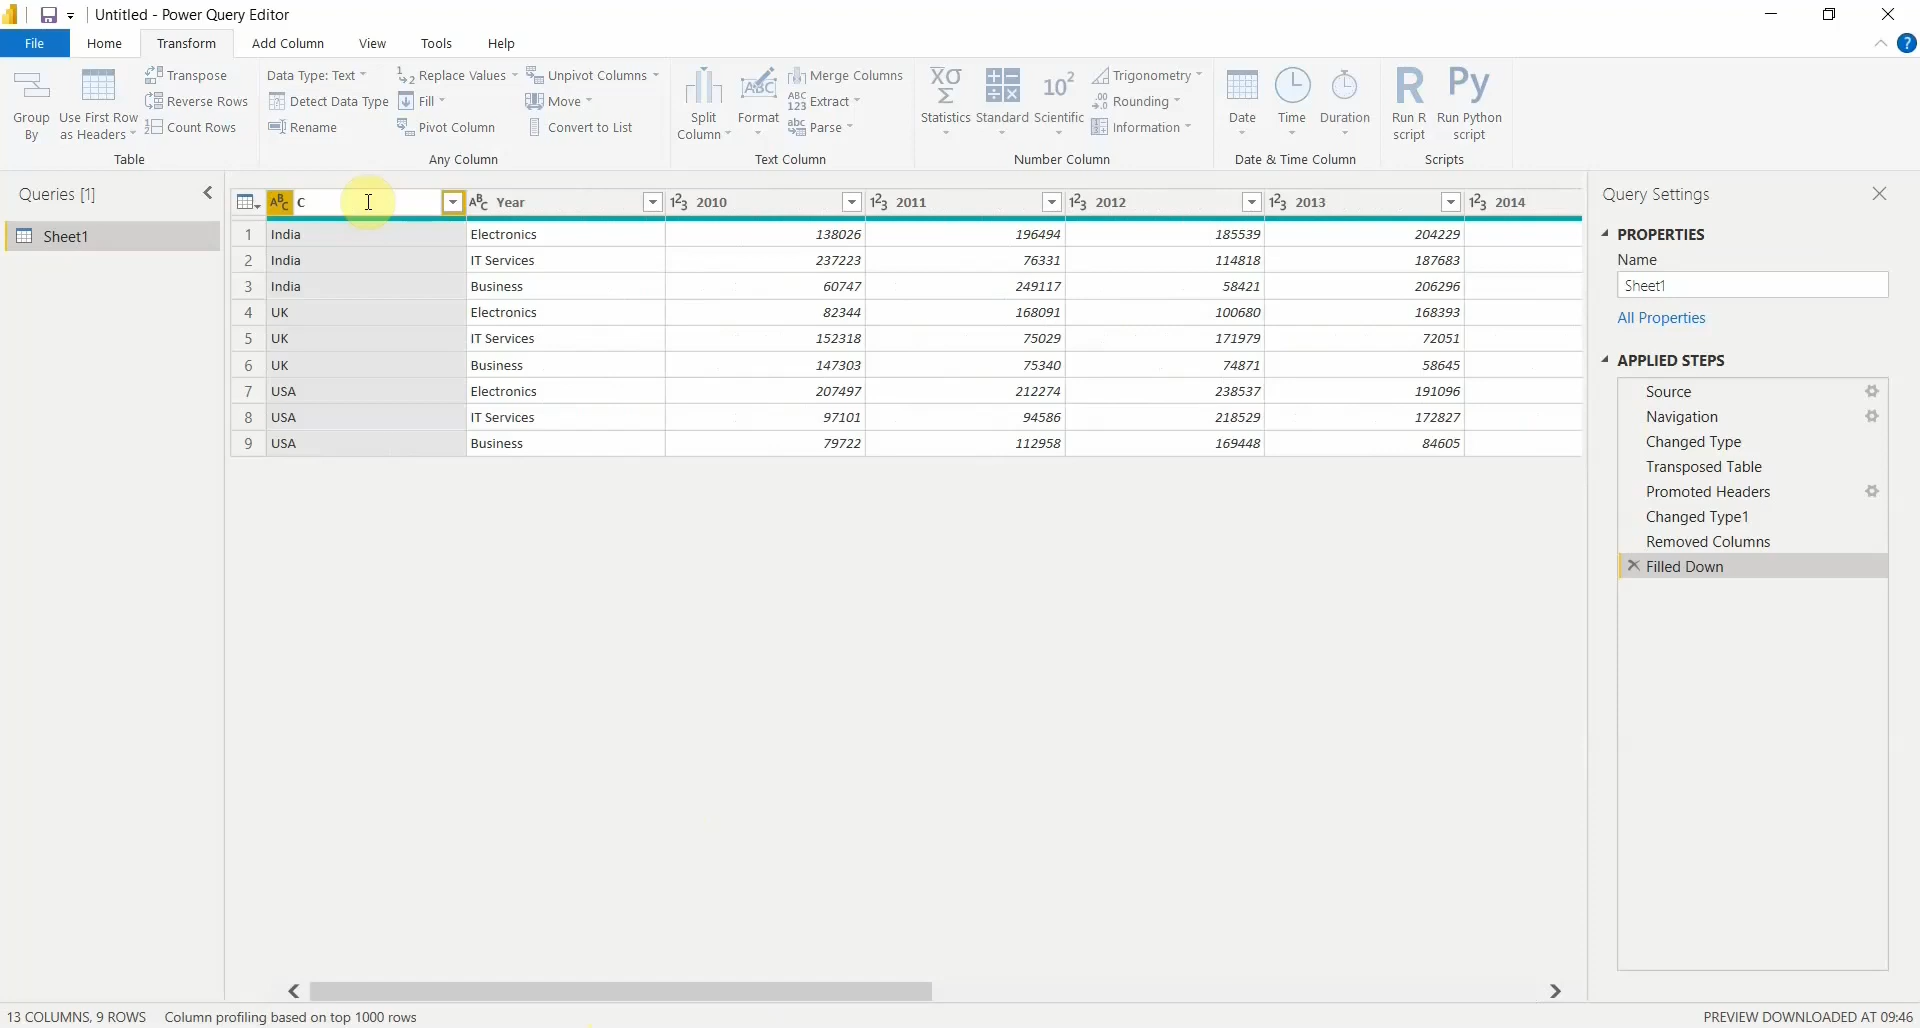 Untitled - Power Query Editor
File Home Transform Add Column View Tools Help
Group By
Use First Row as Headers
Transpose
Reverse Rows
Count Rows
Table
Data Type: Text
Detect Data Type
Rename
Replace Values
Fill
Pivot Column
Unpivot Columns
Move
Convert to List
Any Column
Split Column
Format
Merge Columns
Extract
Parse
Text Column
Statistics
Standard
Scientific
Trigonometry
Rounding
Information
Number Column
Date
Time
Duration
Date & Time Column
Run R script
Run Python script
Scripts
Queries [1]
Sheet1
C Year 2010 2011 2012 2013 2014
1 India Electronics 138026 196494 185539 204229
2 India IT Services 237223 76331 114818 187683
3 India Business 60747 249117 58421 206296
4 UK Electronics 82344 168091 100680 168393
5 UK IT Services 152318 75029 171979 72051
6 UK Business 147303 75340 74871 58645
7 USA Electronics 207497 212274 238537 191096
8 USA IT Services 97101 94586 218529 172827
9 USA Business 79722 112958 169448 84605
Query Settings
PROPERTIES
Name
Sheet1
All Properties
APPLIED STEPS
Source
Navigation
Changed Type
Transposed Table
Promoted Headers
Changed Type1
Removed Columns
Filled Down
13 COLUMNS, 9 ROWS Column profiling based on top 1000 rows
PREVIEW DOWNLOADED AT 09:46